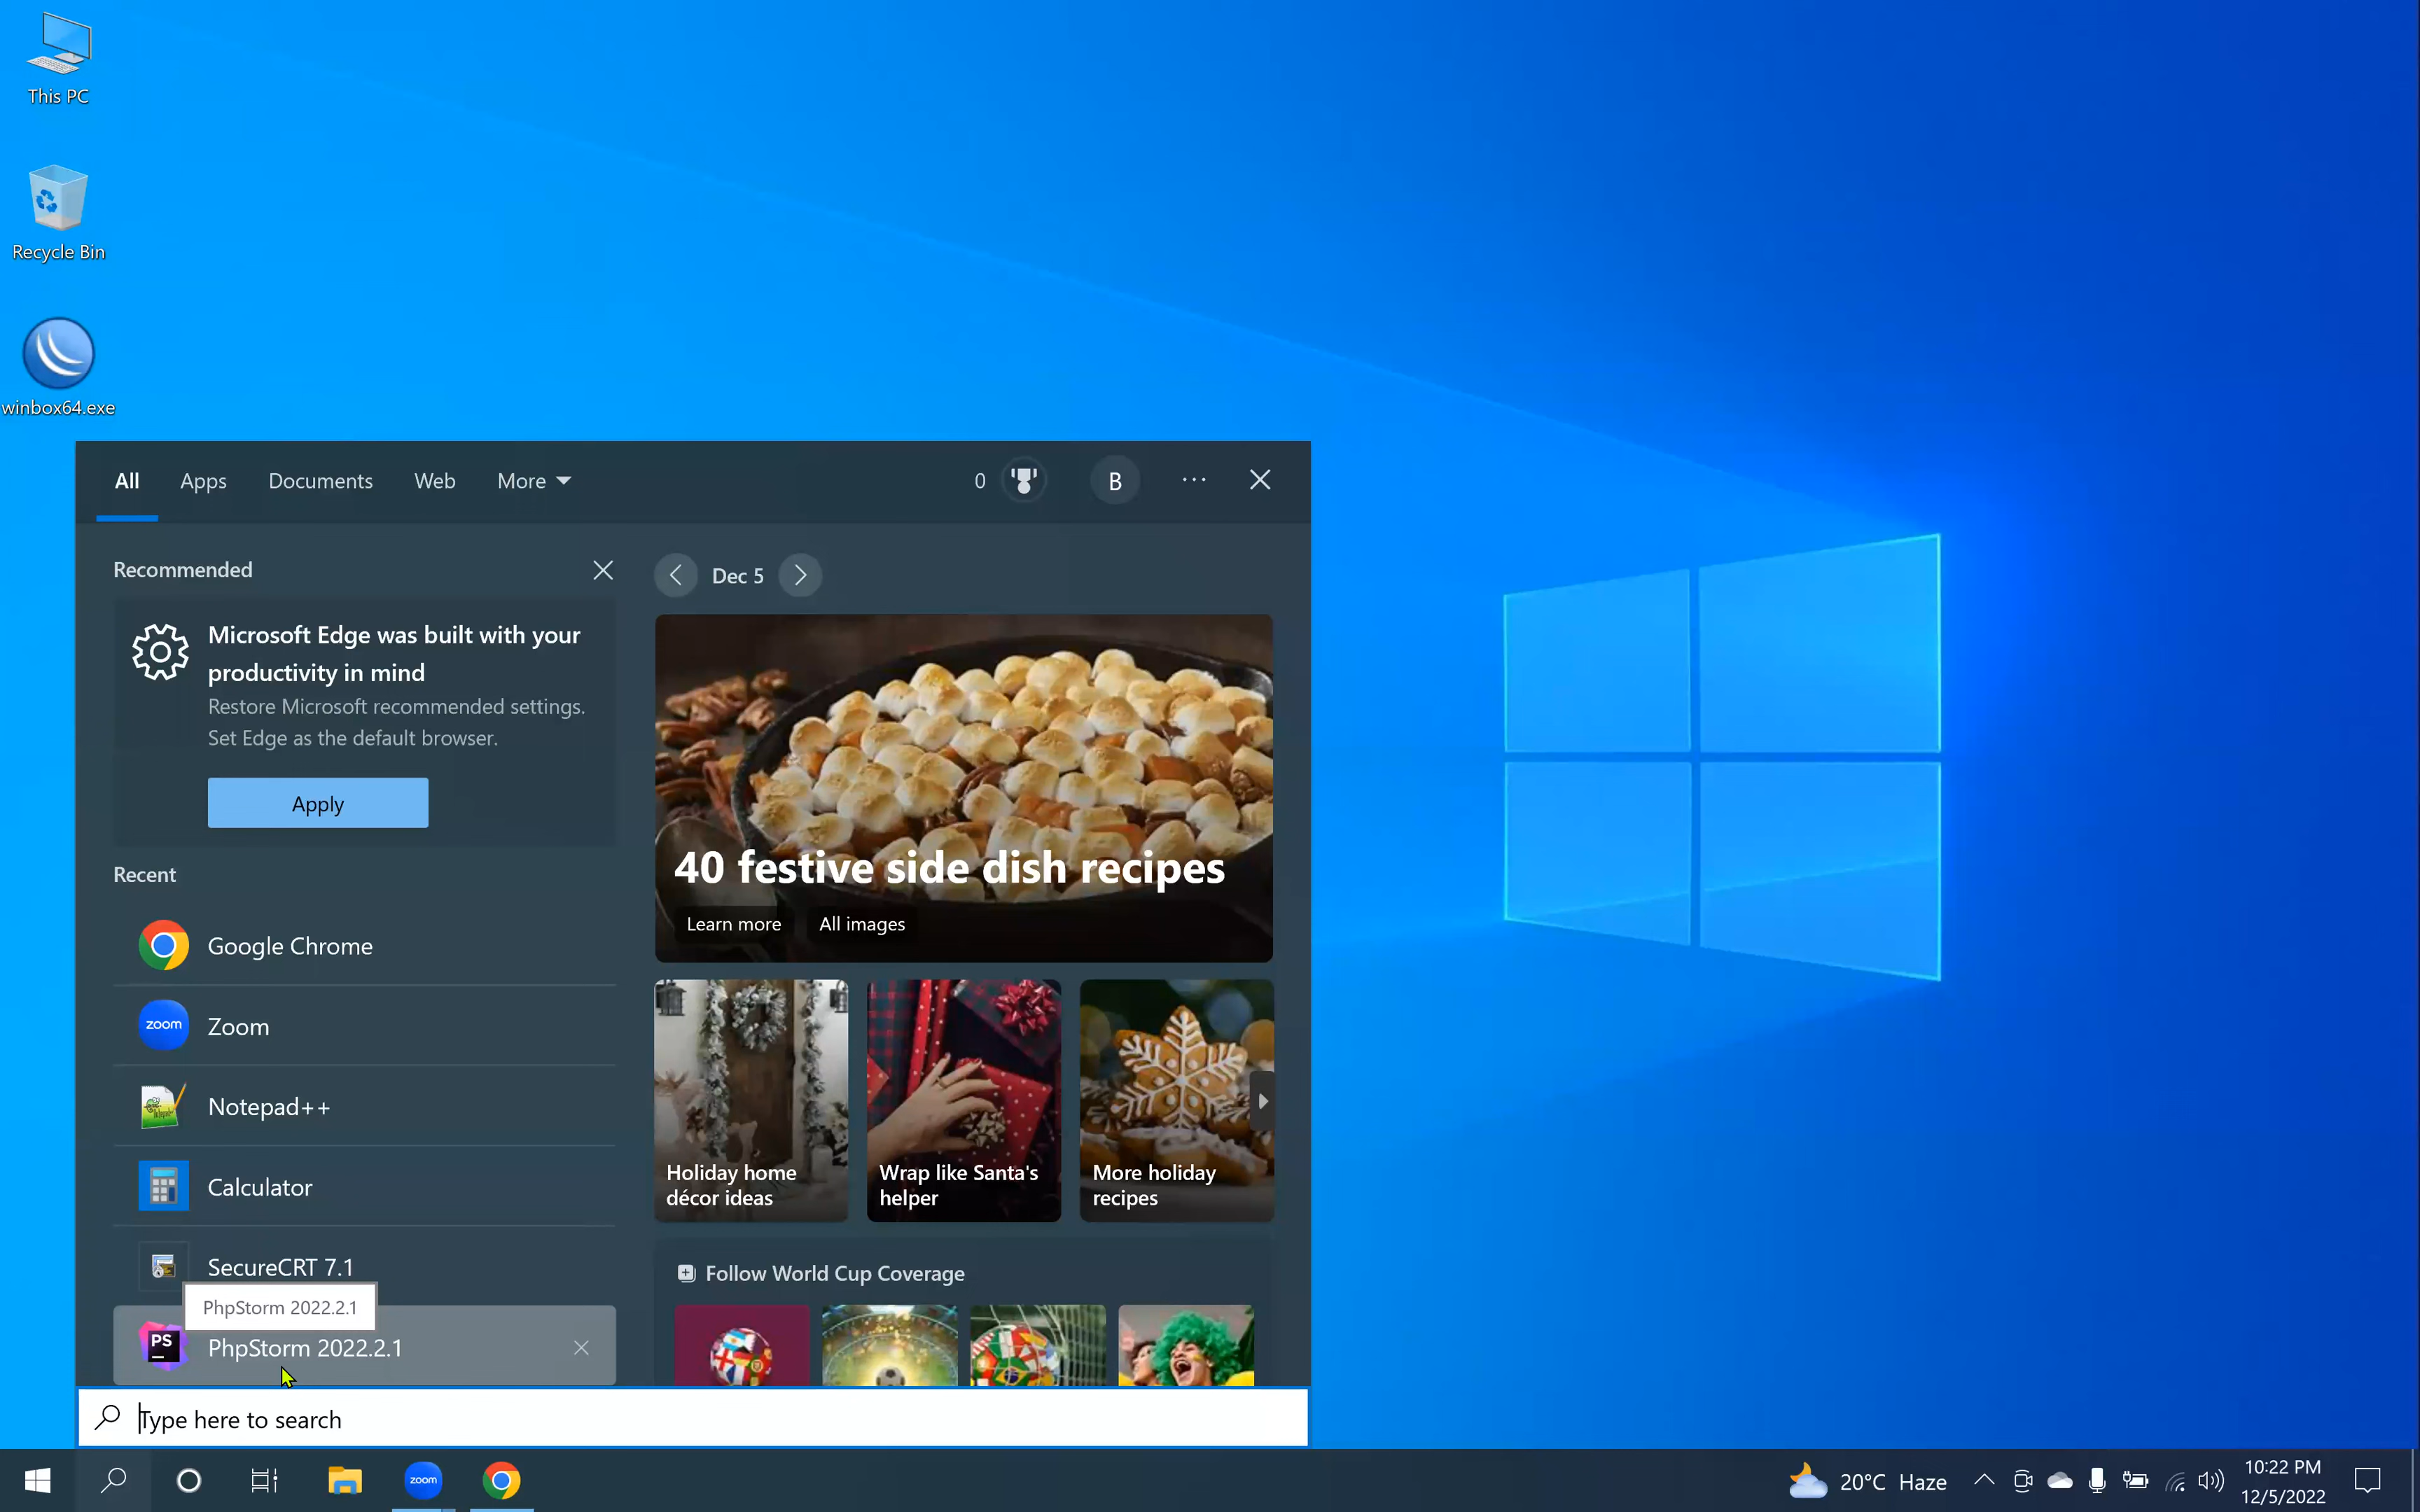 This PC
Recycle Bin
winbox64.exe
All Apps Documents Web More
0 B
Recommended
Microsoft Edge was built with your
productivity in mind
Restore Microsoft recommended settings.
Set Edge as the default browser.
Apply
Recent
Google Chrome
zoom Zoom
Notepad++
Calculator
SecureCRT 7.1
PhpStorm 2022.2.1
PS PhpStorm 2022.2.1
Dec 5
40 festive side dish recipes
Learn more All images
Holiday home
décor ideas
Wrap like Santa's
helper
More holiday
recipes
Follow World Cup Coverage
Type here to search
zoom
20°C Haze
10:22 PM
12/5/2022